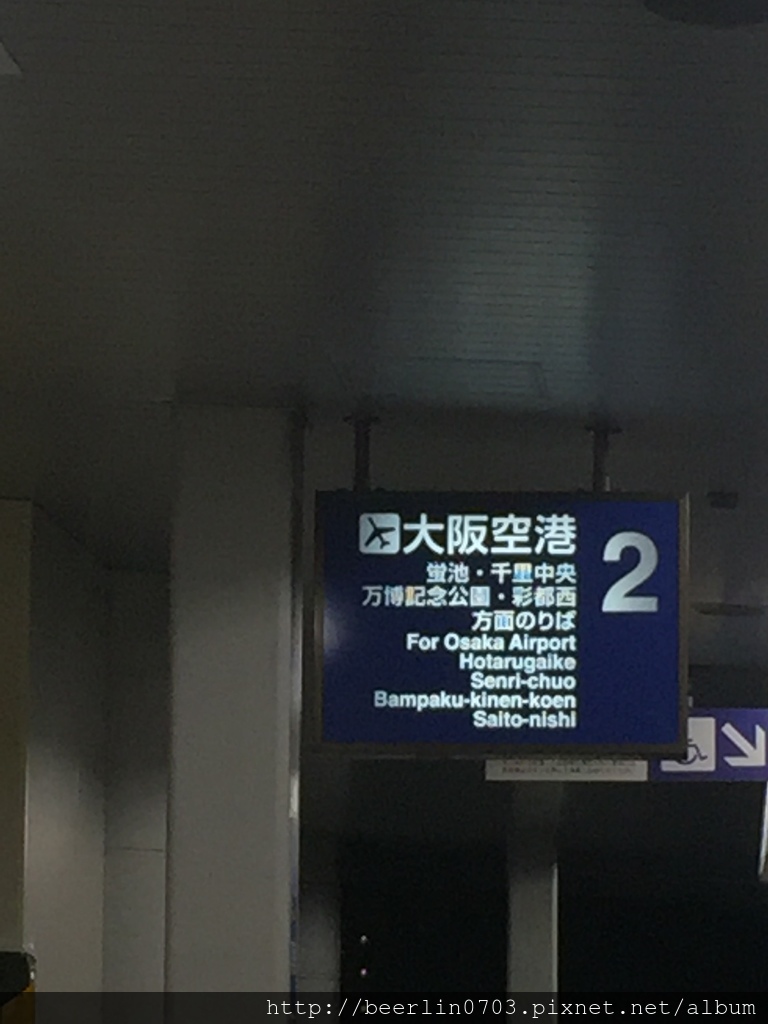 大阪空港
2
蛍池・千里中央
万博記念公園・彩都西
方面のりば
For Osaka Airport
Hotarugaike
Senri-chuo
Bampaku-kinen-koen
Saito-nishi
http://beerlin0703.pixnet.net/album